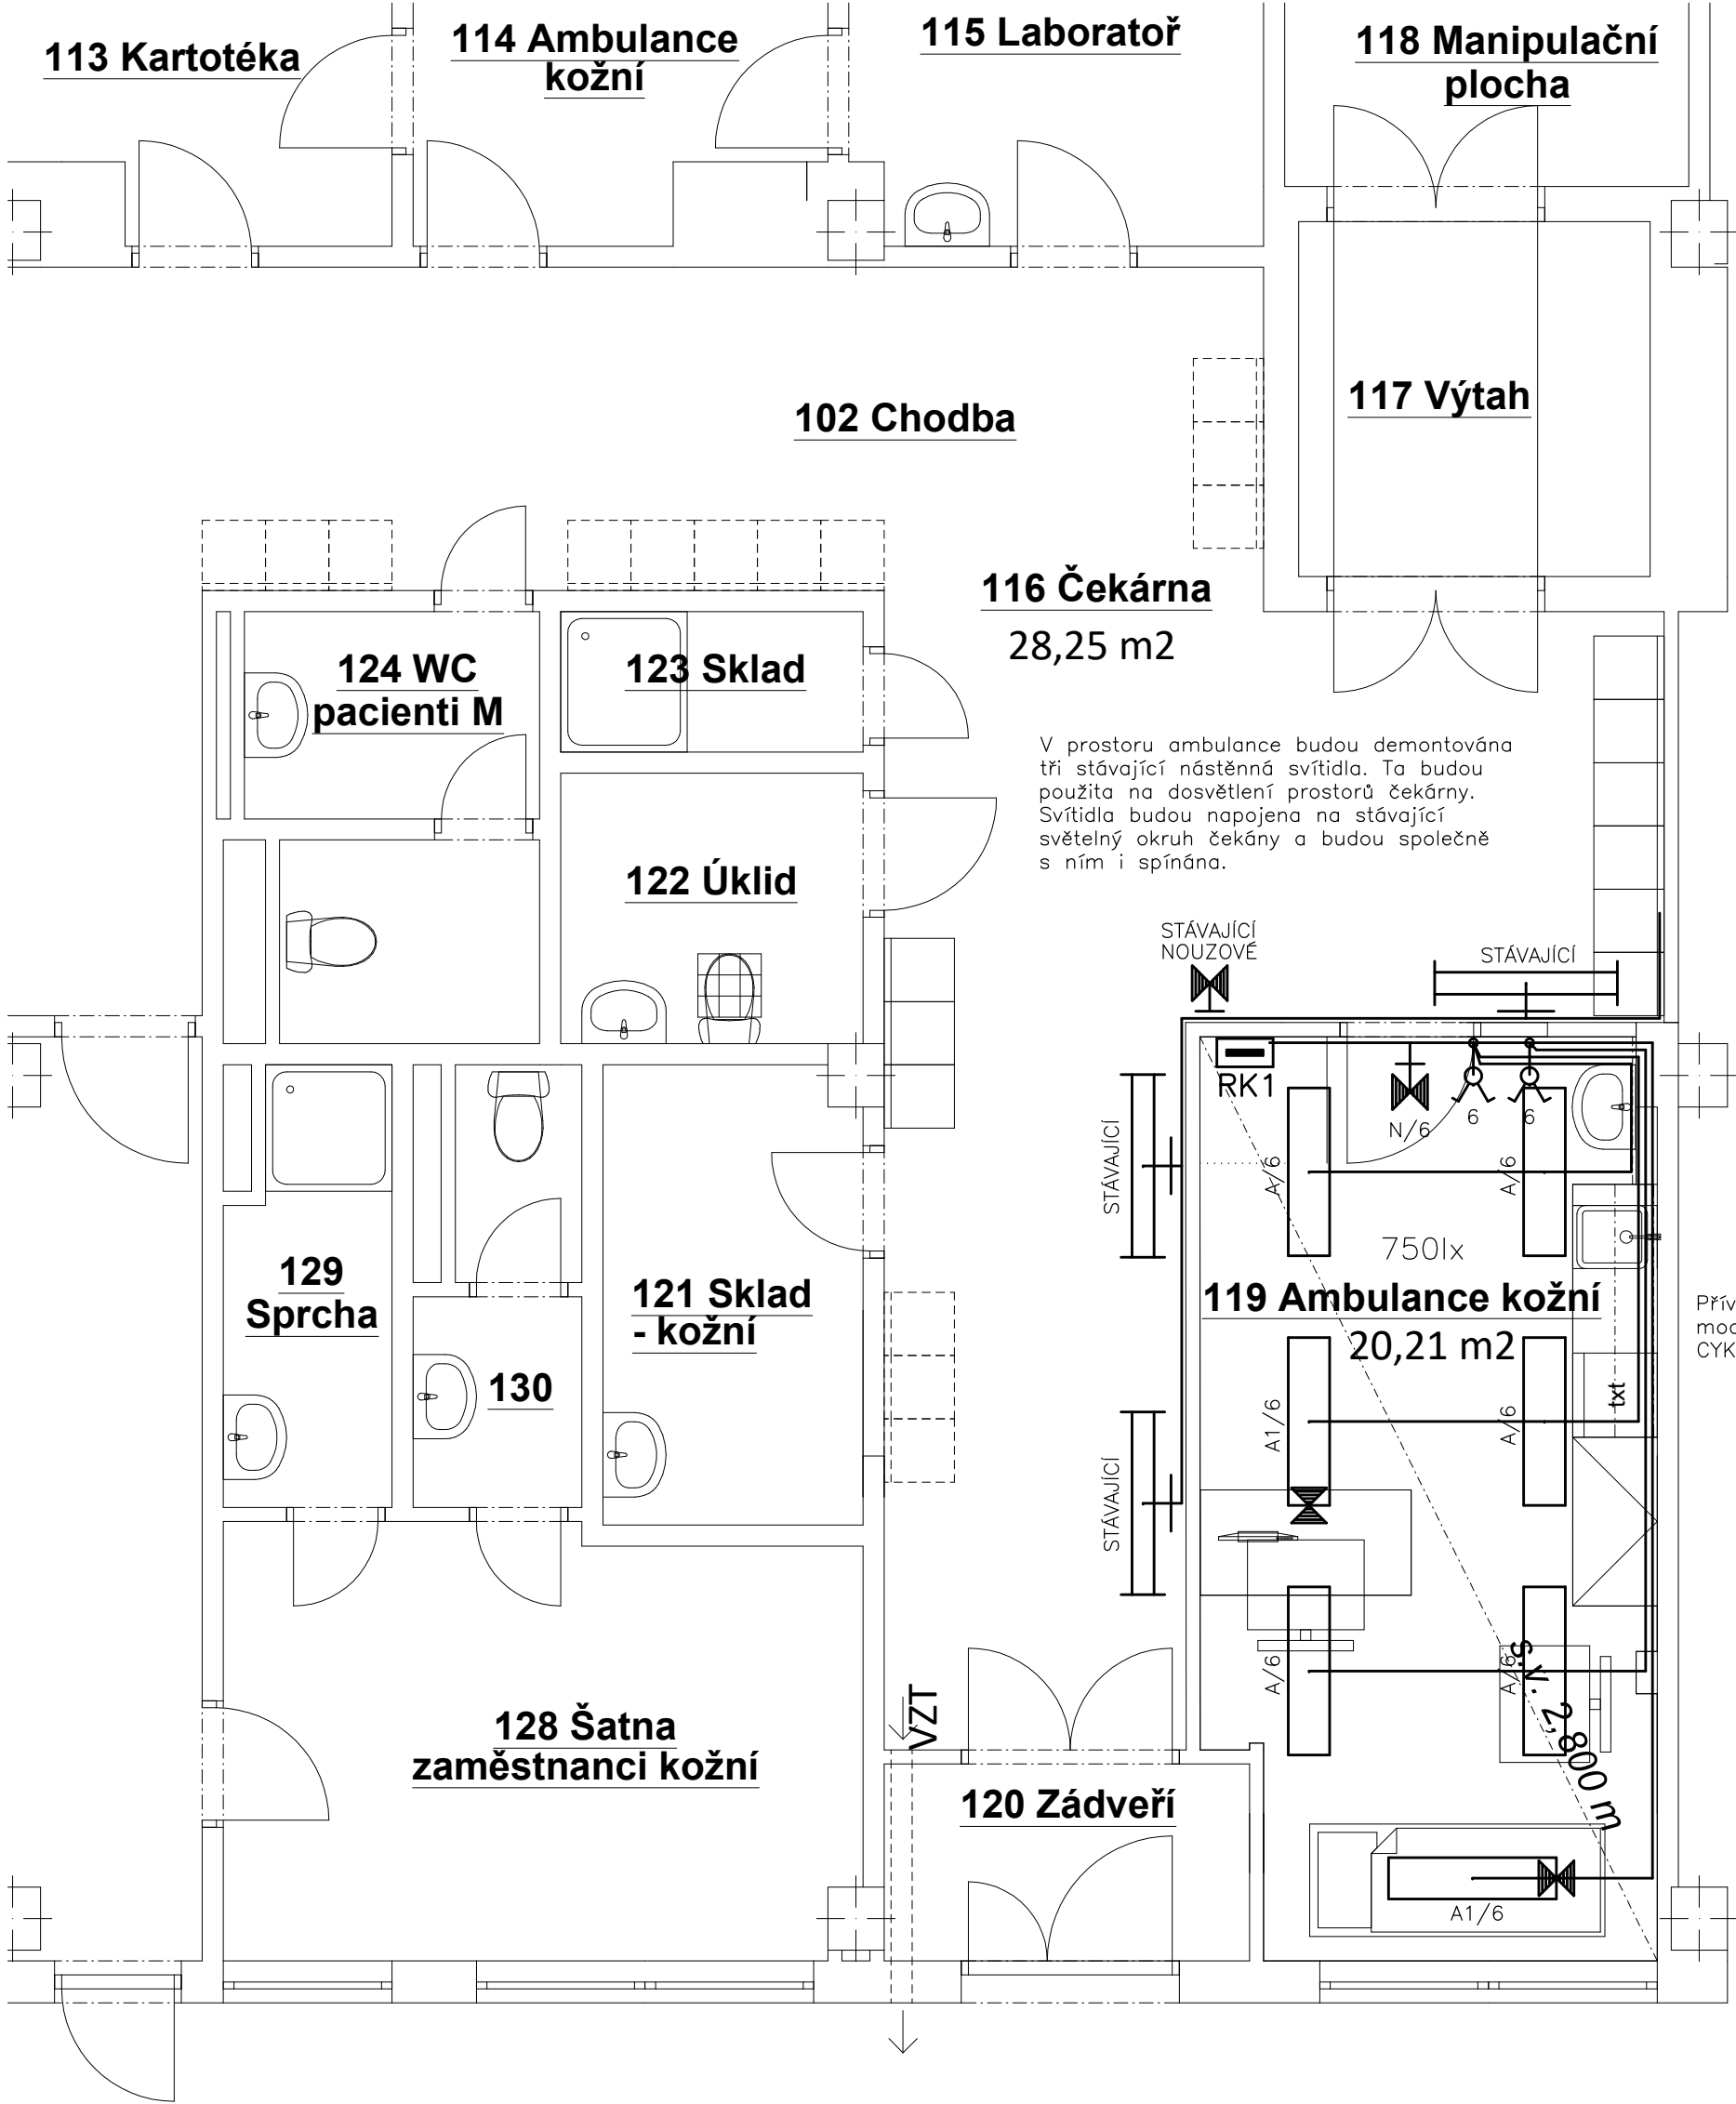 113 Kartotéka
114 Ambulance
kožní
115 Laboratoř
118 Manipulační
plocha
117 Výtah
102 Chodba
116 Čekárna
28,25 m2
124 WC
pacienti M
123 Sklad
V prostoru ambulance budou demontována
tři stávající nástěnná svítidla. Ta budou
použita na dosvětlení prostorů čekárny.
Svítidla budou napojena na stávající
světelný okruh čekány a budou společně
s ním i spínána.
122 Úklid
STÁVAJÍCÍ
NOUZOVÉ
STÁVAJÍCÍ
RK1
N/6
6
6
STÁVAJÍCÍ
A/6
A/6
750lx
129
Sprcha
121 Sklad
- kožní
119 Ambulance kožní
20,21 m2
Přív
moc
CYK
130
txt
A1/6
A/6
STÁVAJÍCÍ
A/6
A/6
s.v. 2,800 m
VZT
128 Šatna
zaměstnanci kožní
120 Zádveří
A1/6